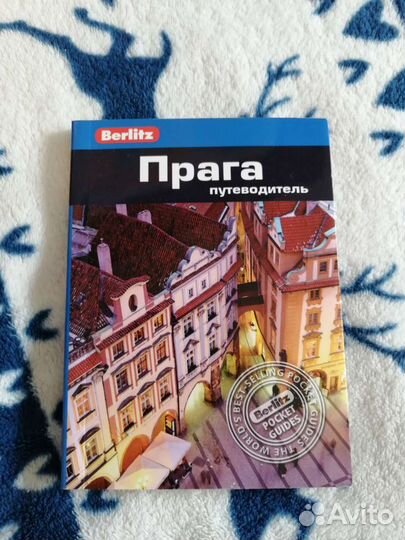 Berlitz
Прага
путеводитель
THE WORLD'S BEST-SELLING POCKET GUIDES
Berlitz
POCKET
GUIDES
Avito